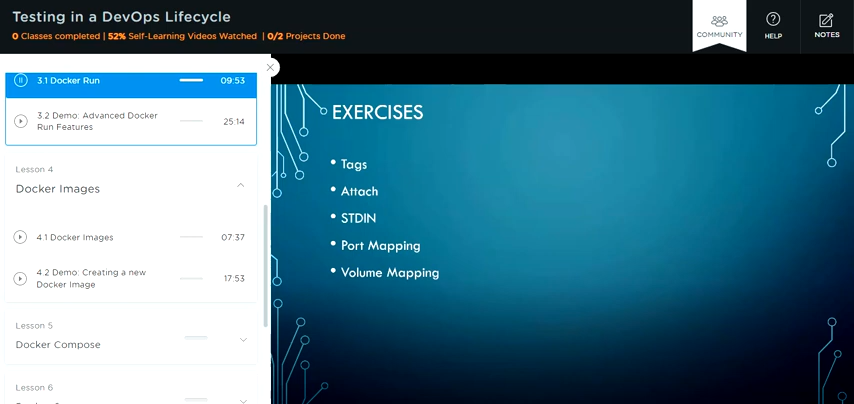 Testing in a DevOps Lifecycle
0 Classes completed | 52% Self-Learning Videos Watched | 0/2 Projects Done
COMMUNITY
HELP
NOTES
3.1 Docker Run 09:53
3.2 Demo: Advanced Docker
Run Features 25:14
Lesson 4
Docker Images
4.1 Docker Images 07:37
4.2 Demo: Creating a new
Docker Image 17:53
Lesson 5
Docker Compose
Lesson 6
EXERCISES
• Tags
• Attach
• STDIN
• Port Mapping
• Volume Mapping